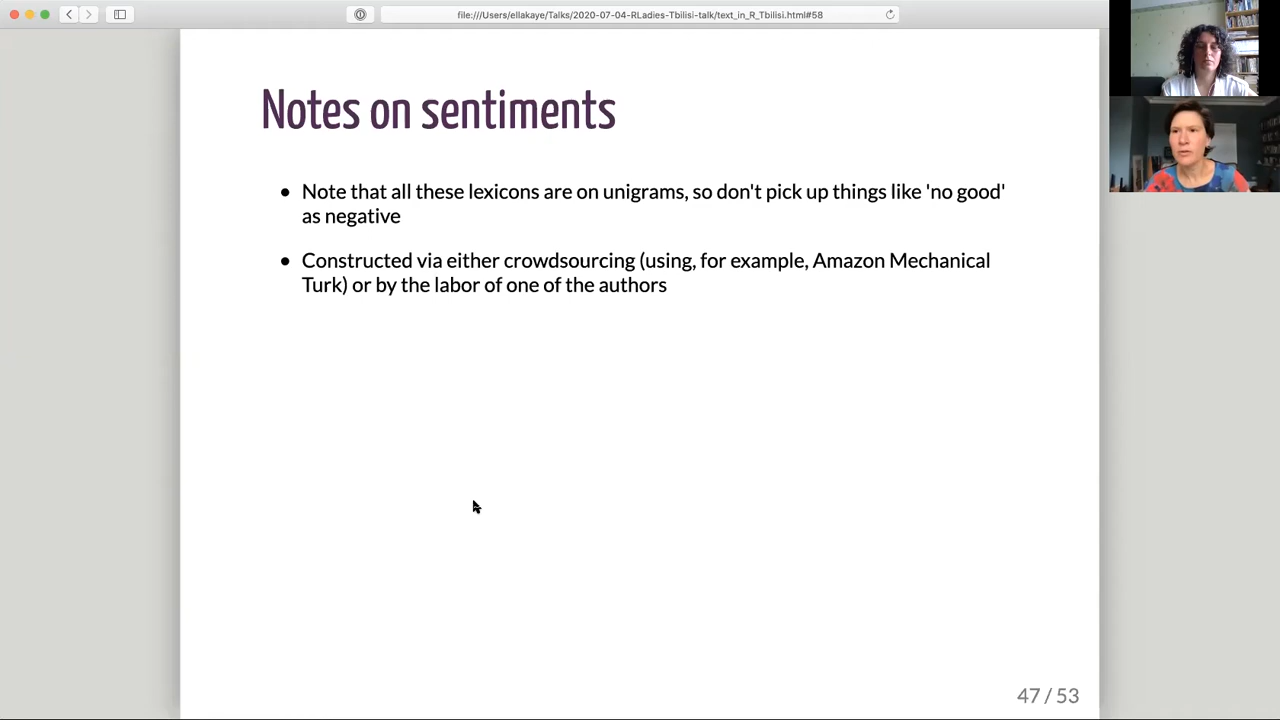 file:///Users/ellakaye/Talks/2020-07-04-RLadies-Tbilisi-talk/text_in_R_Tbilisi.html#58
Notes on sentiments
• Note that all these lexicons are on unigrams, so don't pick up things like 'no good'
as negative
• Constructed via either crowdsourcing (using, for example, Amazon Mechanical
Turk) or by the labor of one of the authors
47 / 53